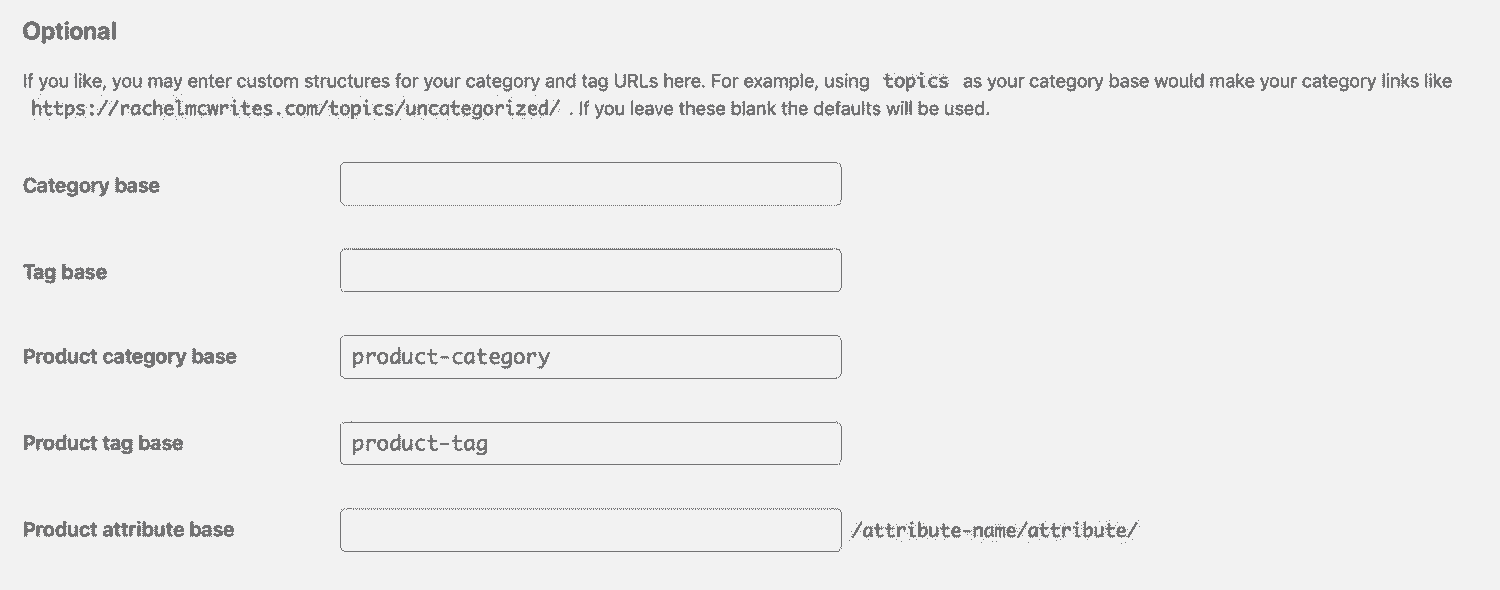 Optional
If you like, you may enter custom structures for your category and tag URLs here. For example, using topics as your category base would make your category links like
https://rachelmcwrites.com/topics/uncategorized/ . If you leave these blank the defaults will be used.
Category base
Tag base
Product category base product-category
Product tag base product-tag
Product attribute base /attribute-name/attribute/